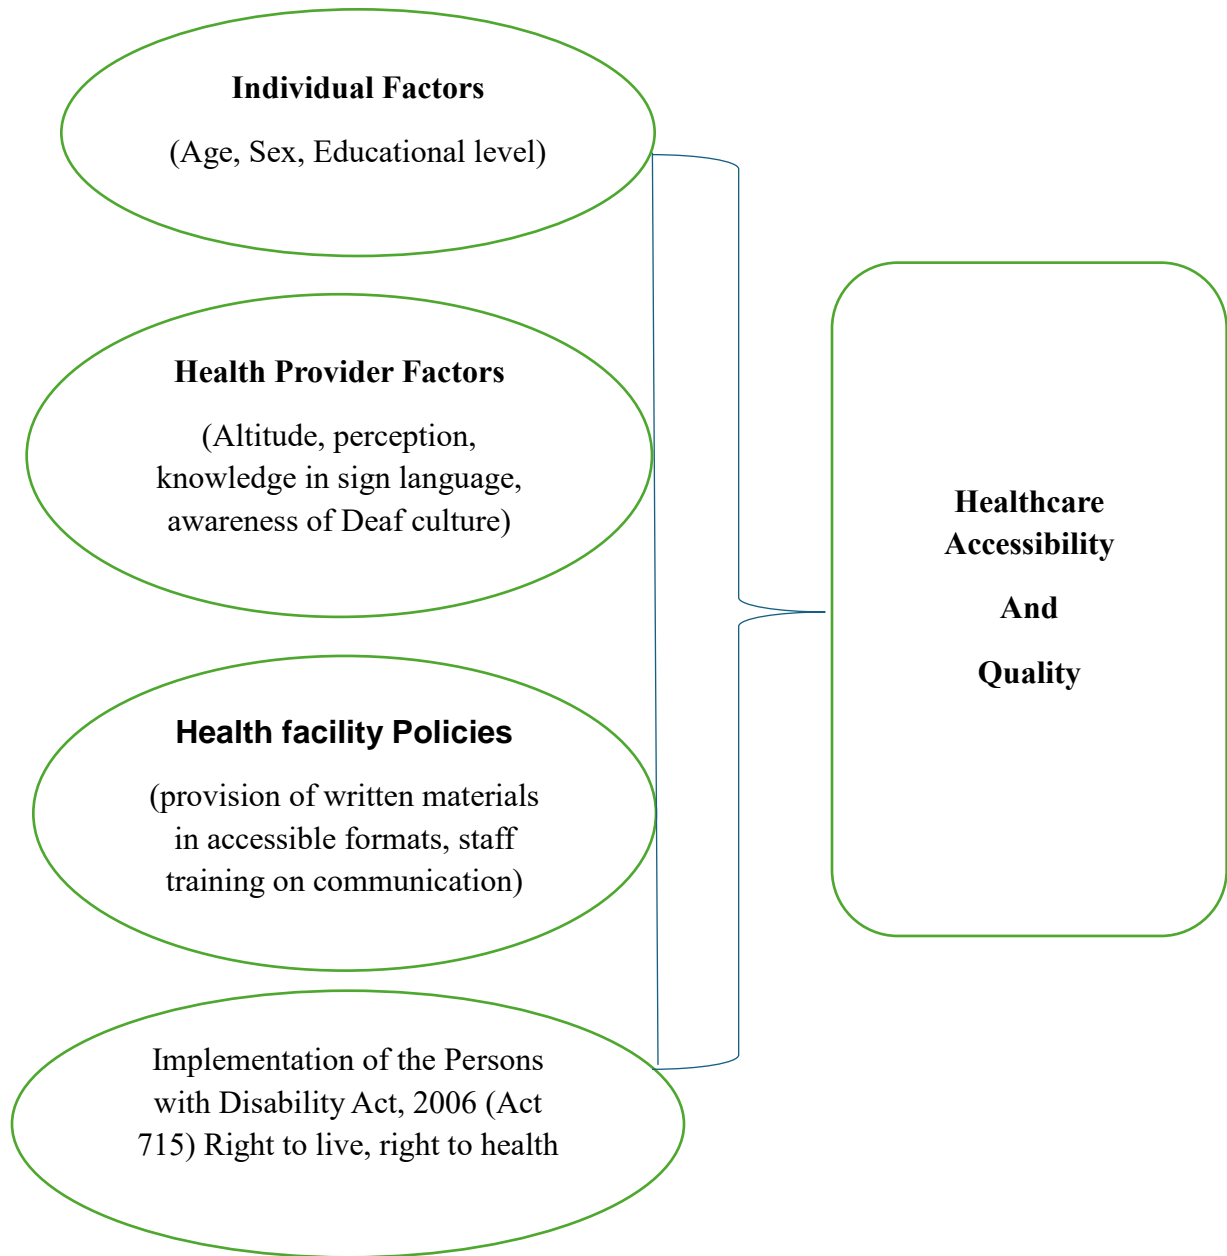 Individual Factors
(Age, Sex, Educational level)
Health Provider Factors
(Altitude, perception,
knowledge in sign language,
awareness of Deaf culture)
Health facility Policies
(provision of written materials
in accessible formats, staff
training on communication)
Implementation of the Persons
with Disability Act, 2006 (Act
715) Right to live, right to health
Healthcare
Accessibility
And
Quality